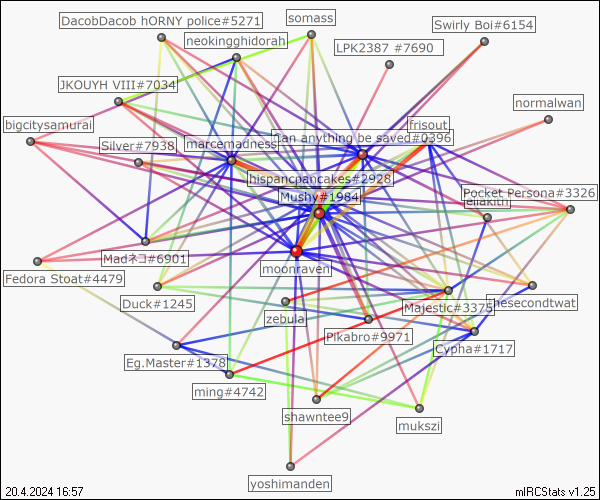 somass
DacobDacob hORNY police#5271
Swirly Boi#6154
neokingghidorah
LPK2387 #7690
JKOUYH VIII#7034
normalwan
bigcitysamurai
frisout
Silver#7938
marcemadness
can anything be saved#0396
hispancpancakes#2928
Pocket Persona#3326
Mushy#1984
ellakith
Madネコ#6901
moonraven
Fedora Stoat#4479
Duck#1245
thesecondtwat
Majestic#3375
zebula
Pikabro#9971
Cypha#1717
Eg.Master#1378
ming#4742
shawntee9
mukszi
yoshimanden
20.4.2024 16:57
mIRCStats v1.25